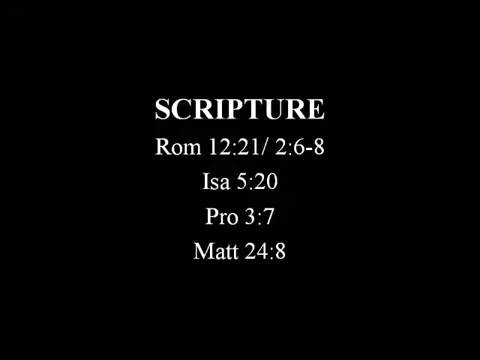 SCRIPTURE
Rom 12:21/ 2:6-8
Isa 5:20
Pro 3:7
Matt 24:8